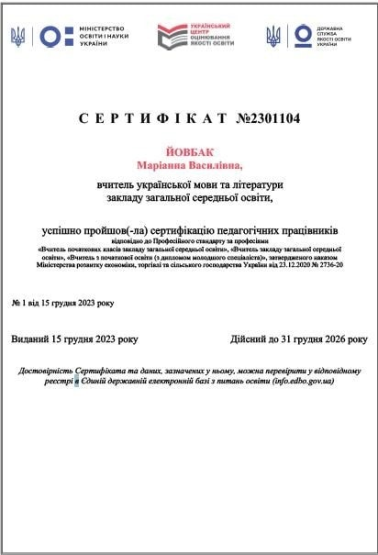 МІНІСТЕРСТВО
ОСВІТИ І НАУКИ
УКРАЇНИ
УКРАЇНСЬКИЙ
ЦЕНТР
ОЦІНЮВАННЯ
ЯКОСТІ ОСВІТИ
ДЕРЖАВНА
СЛУЖБА
ЯКОСТІ ОСВІТИ
УКРАЇНИ
СЕРТИФІКАТ №2301104
ЙОВБАК
Маріанна Василівна,
вчитель української мови та літератури
закладу загальної середньої освіти,
успішно пройшов(-ла) сертифікацію педагогічних працівників
відповідно до Професійного стандарту за професіями
«Вчитель початкових класів закладу загальної середньої освіти», «Вчитель закладу загальної середньої
освіти», «Вчитель з початкової освіти (з дипломом молодшого спеціаліста)», затвердженого наказом
Міністерства розвитку економіки, торгівлі та сільського господарства України від 23.12.2020 № 2736-20
№ 1 від 15 грудня 2023 року
Виданий 15 грудня 2023 року
Дійсний до 31 грудня 2026 року
Достовірність Сертифіката та даних, зазначених у ньому, можна перевірити у відповідному
реєстрі в Єдиній державній електронній базі з питань освіти (info.edbo.gov.ua)